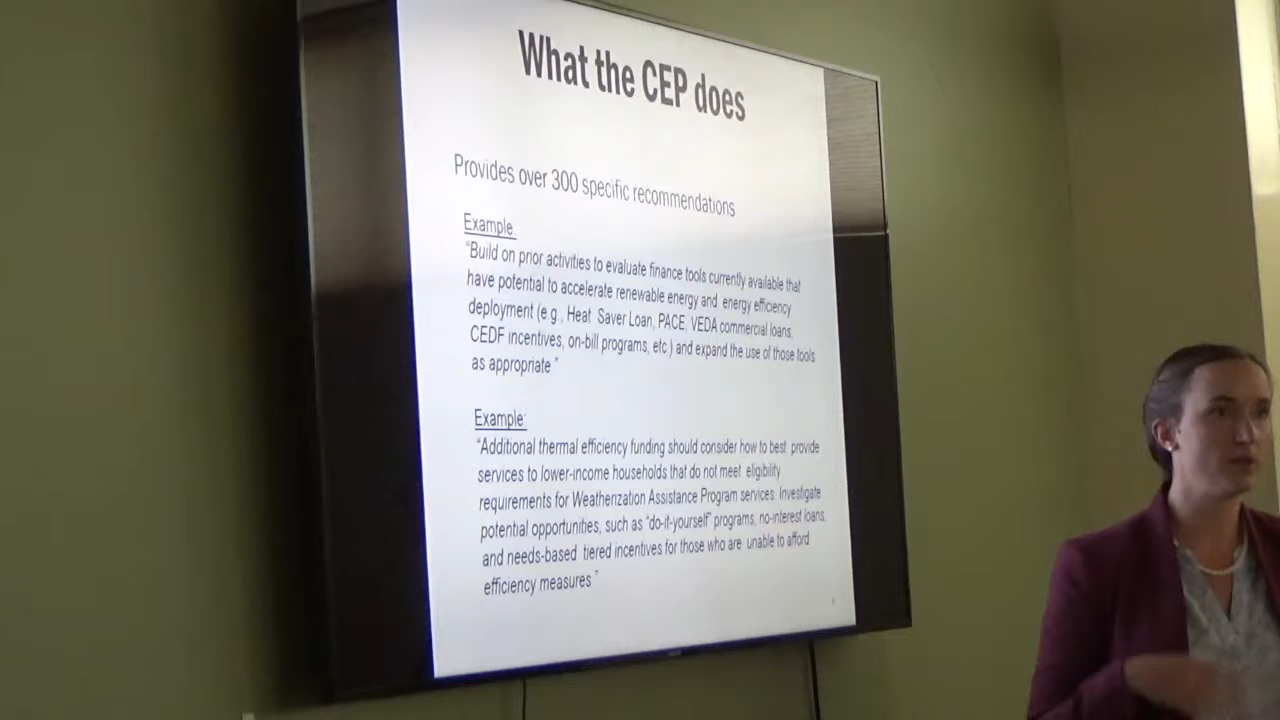 What the CEP does
Provides over 300 specific recommendations
Example:
“Build on prior activities to evaluate finance tools currently available that
have potential to accelerate renewable energy and energy efficiency
deployment (e.g., Heat Saver Loan, PACE, VEDA commercial loans,
CEDF incentives, on-bill programs, etc.) and expand the use of those tools
as appropriate”
Example:
“Additional thermal efficiency funding should consider how to best provide
services to lower-income households that do not meet eligibility
requirements for Weatherization Assistance Program services. Investigate
potential opportunities, such as “do-it-yourself” programs, no-interest loans,
and needs-based tiered incentives for those who are unable to afford
efficiency measures”